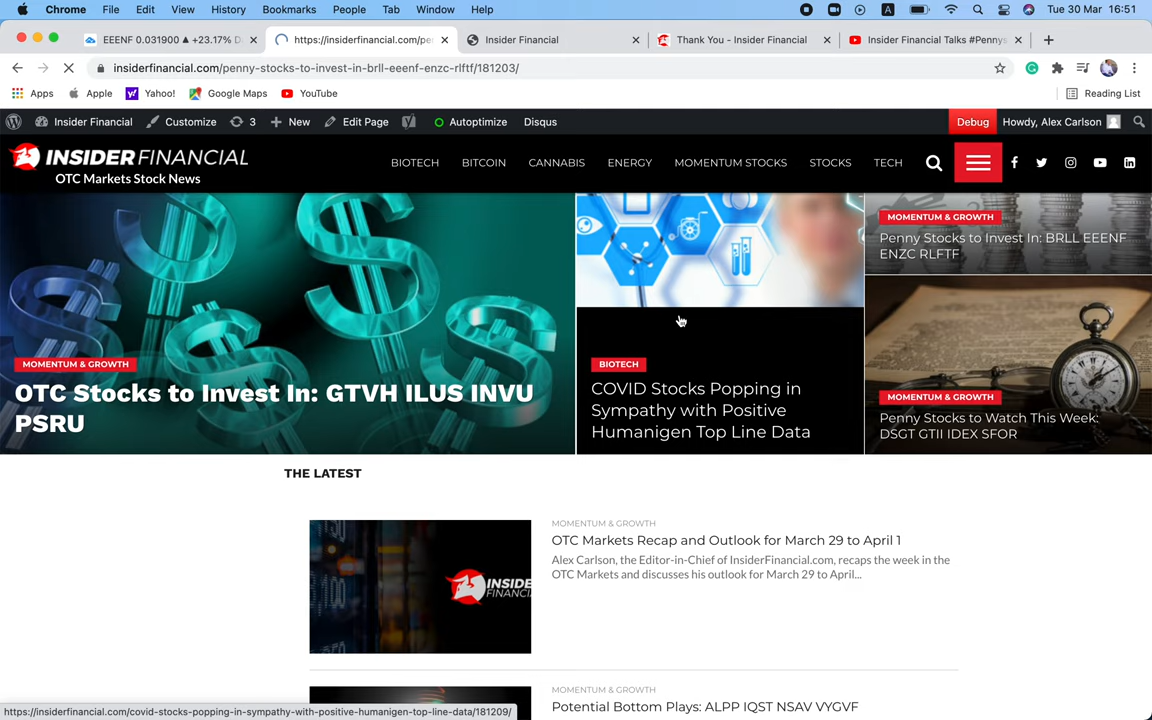 Chrome File Edit View History Bookmarks People Tab Window Help A Tue 30 Mar 16:51
EEENF 0.031900 ▲ +23.17% D https://insiderfinancial.com/pe Insider Financial Thank You - Insider Financial Insider Financial Talks #Pennys
insiderfinancial.com/penny-stocks-to-invest-in-brll-eeenf-enzc-rlftf/181203/
Apps Apple Yahoo! Google Maps YouTube Reading List
Insider Financial Customize 3 New Edit Page Autoptimize Disqus Debug Howdy, Alex Carlson
INSIDER FINANCIAL
OTC Markets Stock News
BIOTECH BITCOIN CANNABIS ENERGY MOMENTUM STOCKS STOCKS TECH
MOMENTUM & GROWTH
OTC Stocks to Invest In: GTVH ILUS INVU
PSRU
BIOTECH
COVID Stocks Popping in
Sympathy with Positive
Humanigen Top Line Data
MOMENTUM & GROWTH
Penny Stocks to Invest In: BRLL EEENF
ENZC RLFTF
MOMENTUM & GROWTH
Penny Stocks to Watch This Week:
DSGT GTII IDEX SFOR
THE LATEST
INSIDE
FINANCIA
MOMENTUM & GROWTH
OTC Markets Recap and Outlook for March 29 to April 1
Alex Carlson, the Editor-in-Chief of InsiderFinancial.com, recaps the week in the
OTC Markets and discusses his outlook for March 29 to April...
MOMENTUM & GROWTH
Potential Bottom Plays: ALPP IQST NSAV VYGVF
https://insiderfinancial.com/covid-stocks-popping-in-sympathy-with-positive-humanigen-top-line-data/181209/